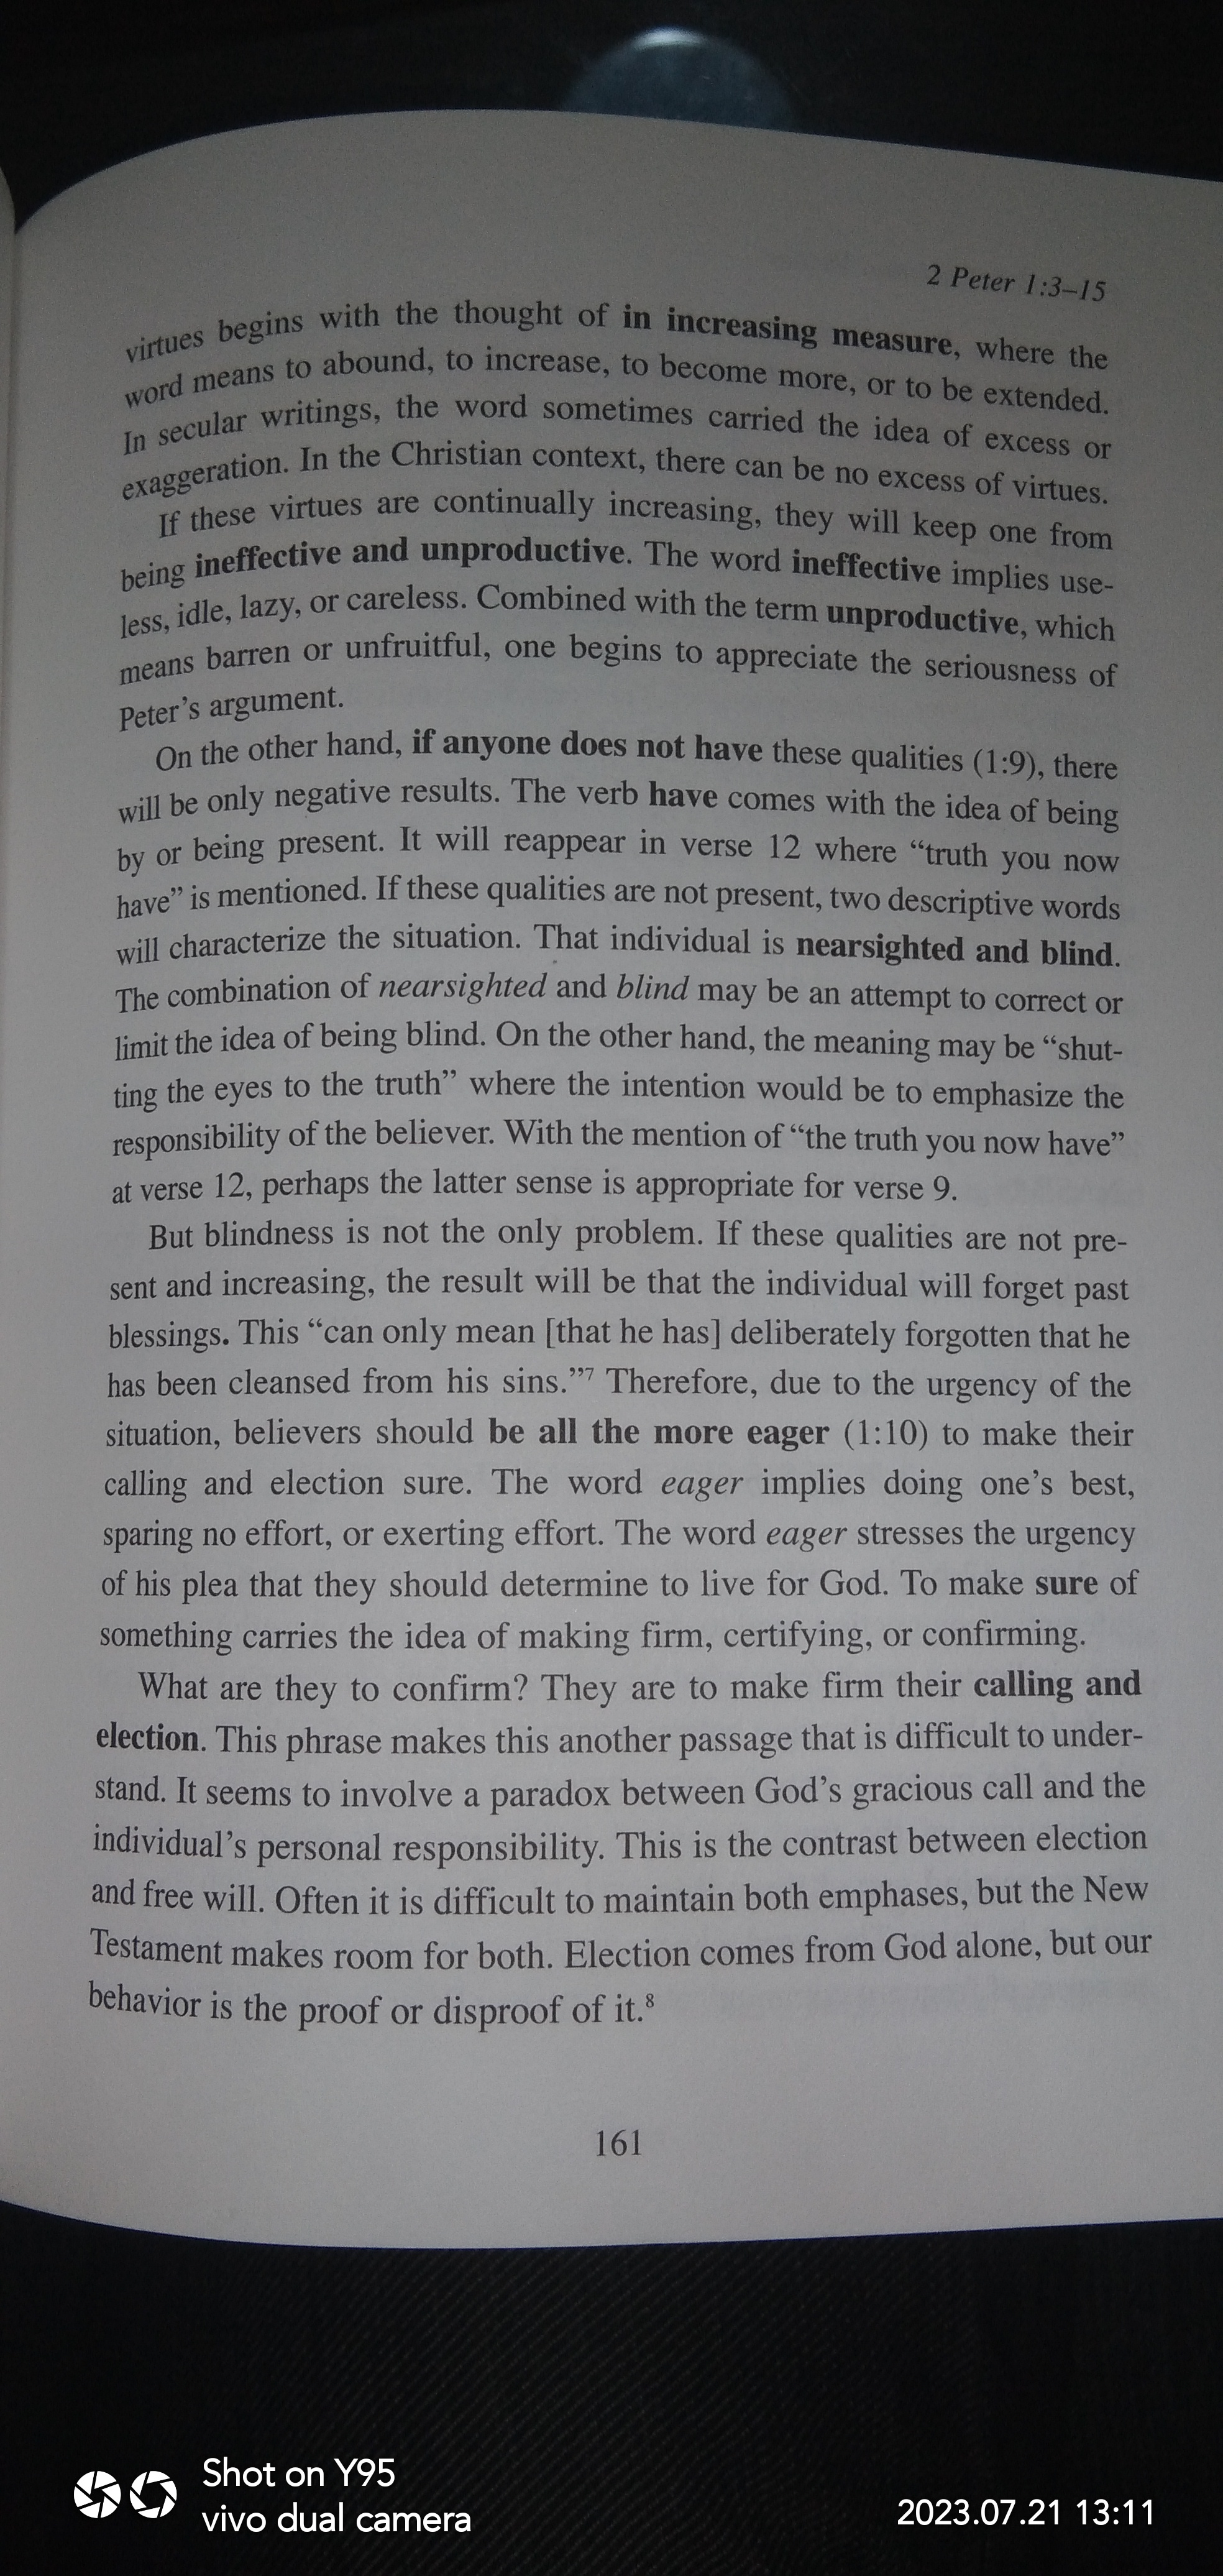 2 Peter 1:3–15
virtues begins with the thought of in increasing measure, where the
word means to abound, to increase, to become more, or to be extended.
In secular writings, the word sometimes carried the idea of excess or
exaggeration. In the Christian context, there can be no excess of virtues.
If these virtues are continually increasing, they will keep one from
being ineffective and unproductive. The word ineffective implies use-
less, idle, lazy, or careless. Combined with the term unproductive, which
means barren or unfruitful, one begins to appreciate the seriousness of
Peter’s argument.
On the other hand, if anyone does not have these qualities (1:9), there
will be only negative results. The verb have comes with the idea of being
by or being present. It will reappear in verse 12 where “truth you now
have” is mentioned. If these qualities are not present, two descriptive words
will characterize the situation. That individual is nearsighted and blind.
The combination of nearsighted and blind may be an attempt to correct or
limit the idea of being blind. On the other hand, the meaning may be “shut-
ting the eyes to the truth” where the intention would be to emphasize the
responsibility of the believer. With the mention of “the truth you now have”
at verse 12, perhaps the latter sense is appropriate for verse 9.
But blindness is not the only problem. If these qualities are not pre-
sent and increasing, the result will be that the individual will forget past
blessings. This “can only mean [that he has] deliberately forgotten that he
has been cleansed from his sins.”⁷ Therefore, due to the urgency of the
situation, believers should be all the more eager (1:10) to make their
calling and election sure. The word eager implies doing one’s best,
sparing no effort, or exerting effort. The word eager stresses the urgency
of his plea that they should determine to live for God. To make sure of
something carries the idea of making firm, certifying, or confirming.
What are they to confirm? They are to make firm their calling and
election. This phrase makes this another passage that is difficult to under-
stand. It seems to involve a paradox between God’s gracious call and the
individual’s personal responsibility. This is the contrast between election
and free will. Often it is difficult to maintain both emphases, but the New
Testament makes room for both. Election comes from God alone, but our
behavior is the proof or disproof of it.⁸
161
Shot on Y95
vivo dual camera
2023.07.21 13:11